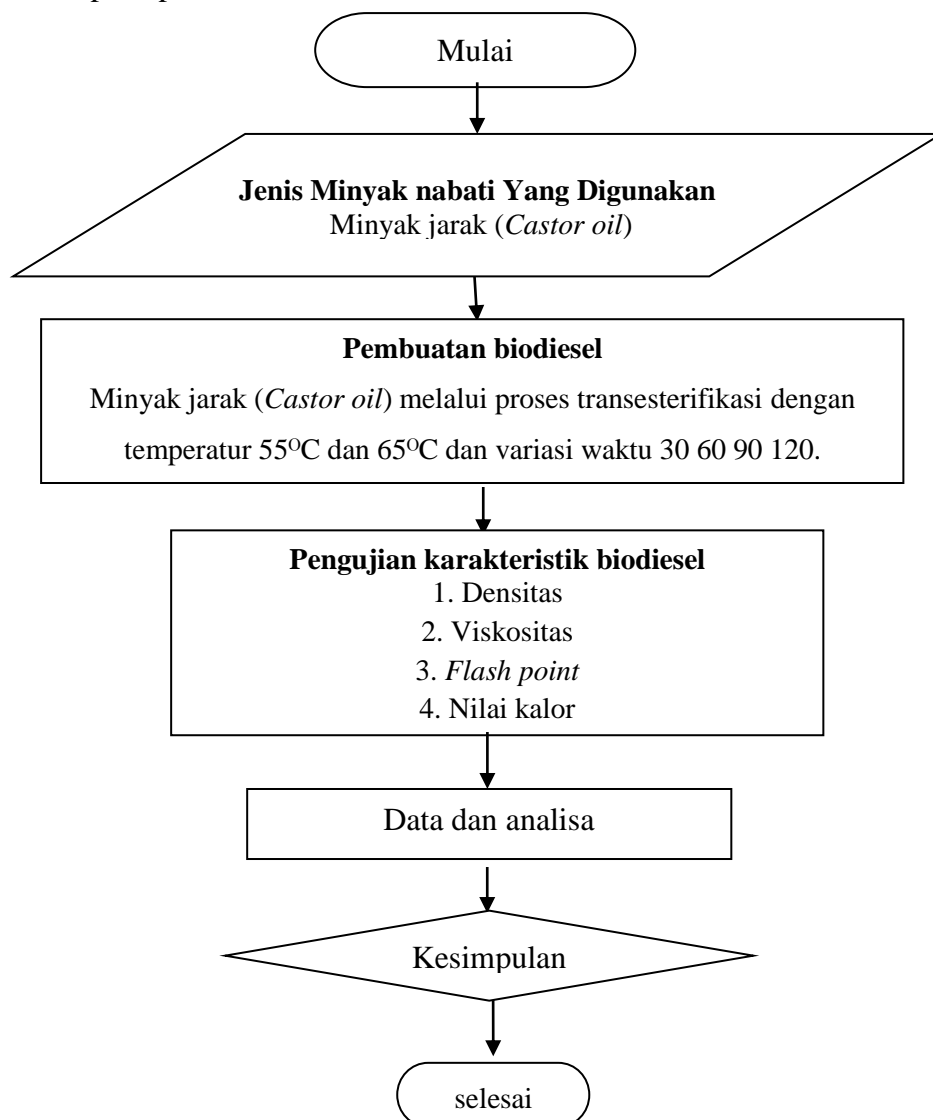 Mulai
Jenis Minyak nabati Yang Digunakan
Minyak jarak (Castor oil)
Pembuatan biodiesel
Minyak jarak (Castor oil) melalui proses transesterifikasi dengan
temperatur 55ᴼC dan 65ᴼC dan variasi waktu 30 60 90 120.
Pengujian karakteristik biodiesel
1. Densitas
2. Viskositas
3. Flash point
4. Nilai kalor
Data dan analisa
Kesimpulan
selesai